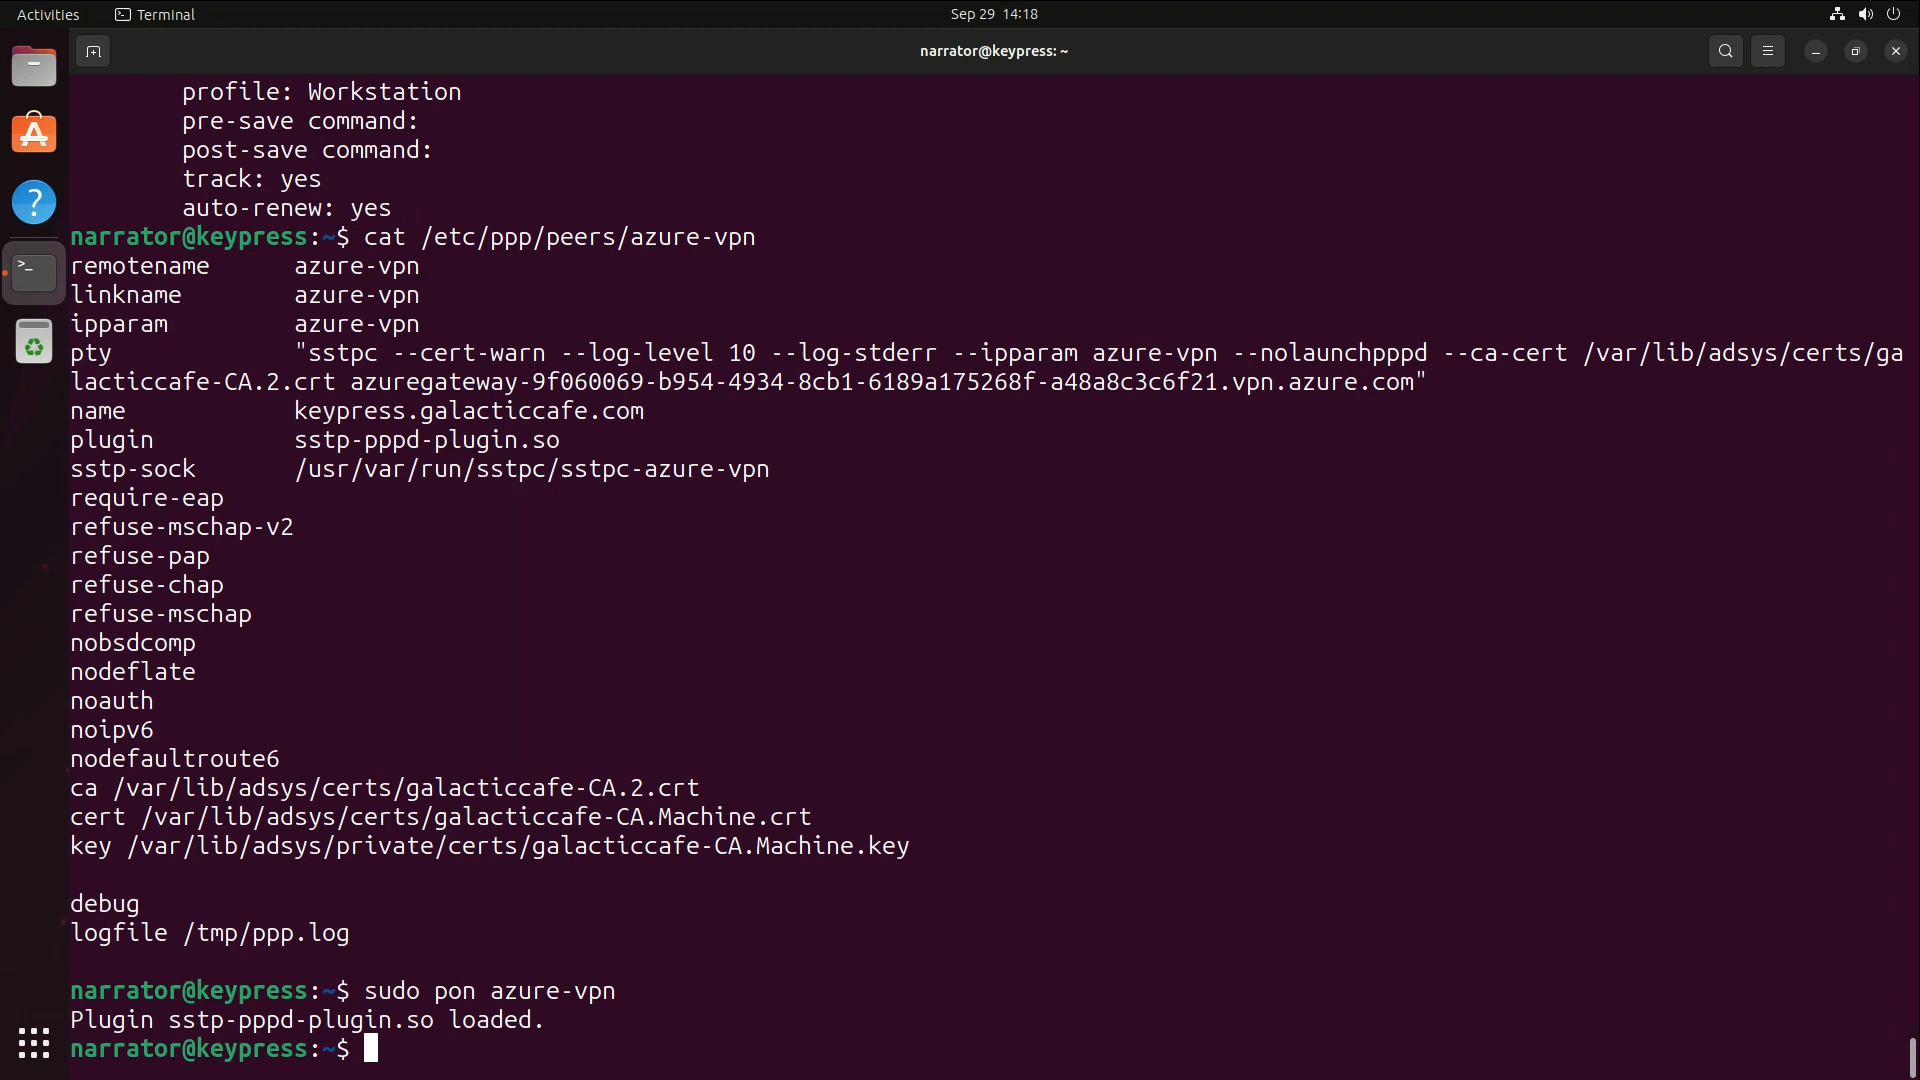 Activities
Terminal
Sep 29 14:18
narrator@keypress: ~
profile: Workstation
pre-save command:
post-save command:
track: yes
auto-renew: yes
narrator@keypress:~$ cat /etc/ppp/peers/azure-vpn
remotename azure-vpn
linkname azure-vpn
ipparam azure-vpn
pty "sstpc --cert-warn --log-level 10 --log-stderr --ipparam azure-vpn --nolaunchpppd --ca-cert /var/lib/adsys/certs/ga
lacticcafe-CA.2.crt azuregateway-9f060069-b954-4934-8cb1-6189a175268f-a48a8c3c6f21.vpn.azure.com"
name keypress.galacticcafe.com
plugin sstp-pppd-plugin.so
sstp-sock /usr/var/run/sstpc/sstpc-azure-vpn
require-eap
refuse-mschap-v2
refuse-pap
refuse-chap
refuse-mschap
nobsdcomp
nodeflate
noauth
noipv6
nodefaultroute6
ca /var/lib/adsys/certs/galacticcafe-CA.2.crt
cert /var/lib/adsys/certs/galacticcafe-CA.Machine.crt
key /var/lib/adsys/private/certs/galacticcafe-CA.Machine.key
debug
logfile /tmp/ppp.log
narrator@keypress:~$ sudo pon azure-vpn
Plugin sstp-pppd-plugin.so loaded.
narrator@keypress:~$